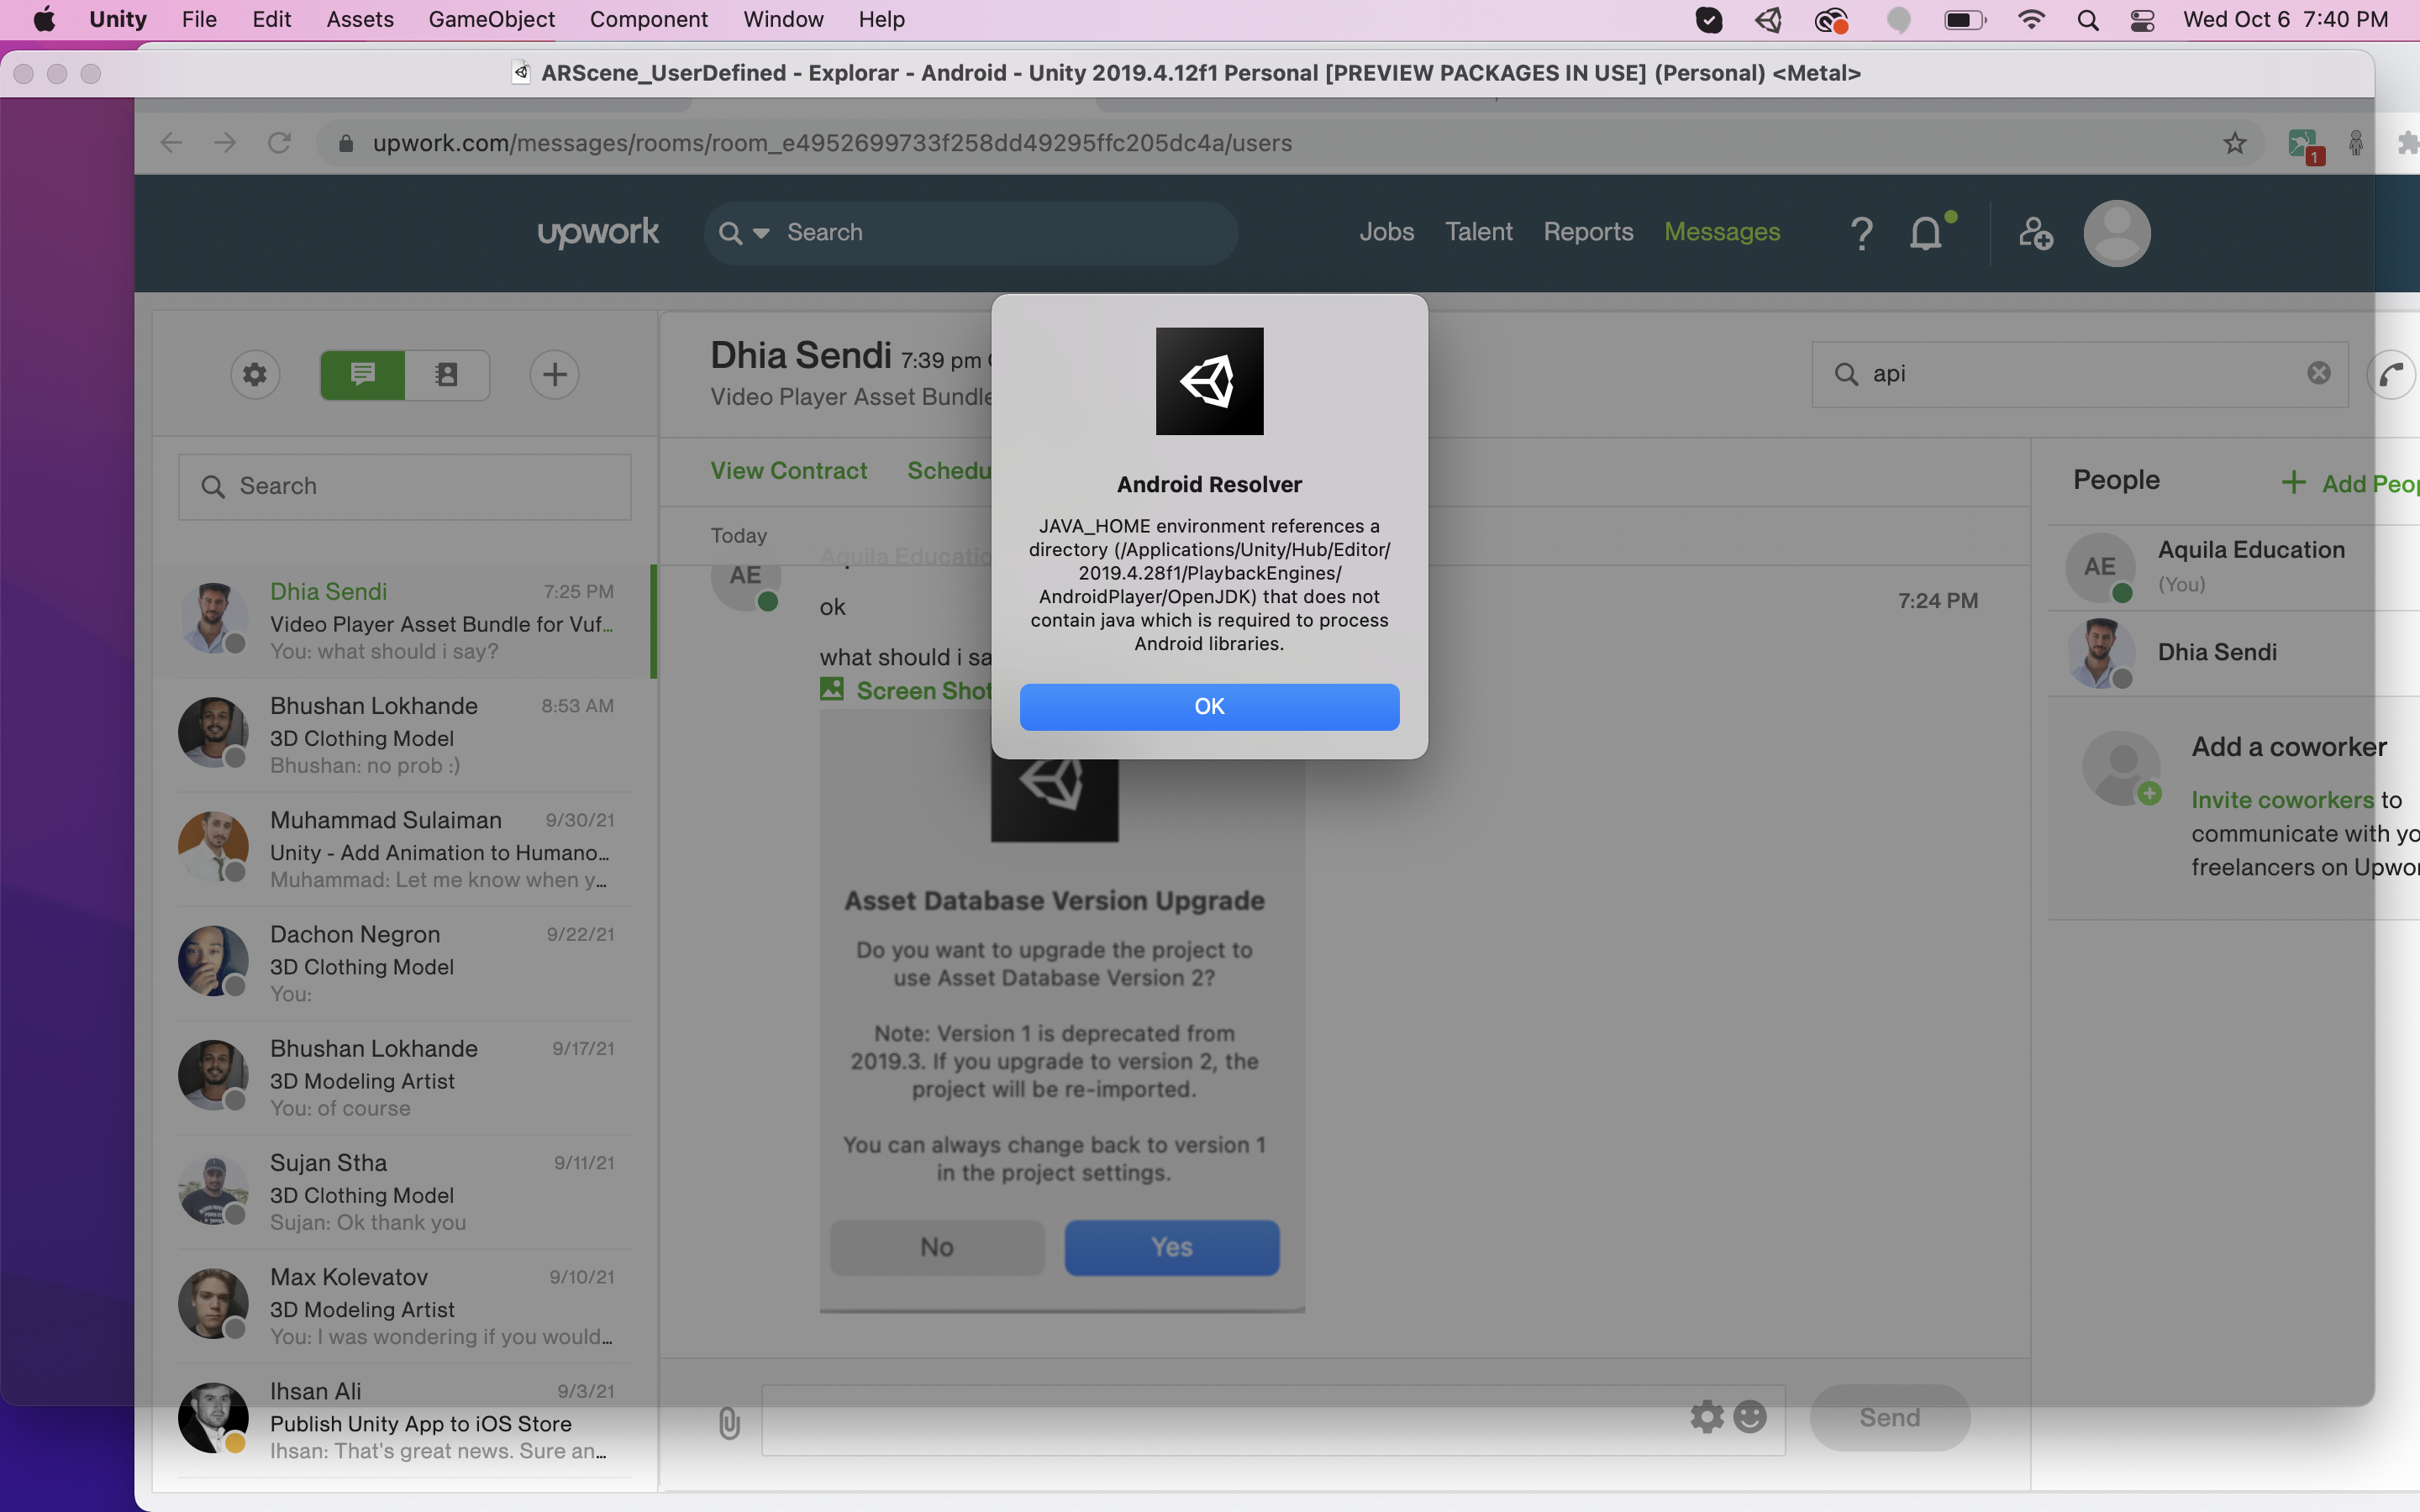 Unity File Edit Assets GameObject Component Window Help Wed Oct 6 7:40 PM
ARScene_UserDefined - Explorar - Android - Unity 2019.4.12f1 Personal [PREVIEW PACKAGES IN USE] (Personal) <Metal>
upwork.com/messages/rooms/room_e4952699733f258dd49295ffc205dc4a/users
1
upwork
Search
Jobs Talent Reports Messages
Search
Dhia Sendi 7:25 PM
Video Player Asset Bundle for Vuf...
You: what should i say?
Bhushan Lokhande 8:53 AM
3D Clothing Model
Bhushan: no prob :)
Muhammad Sulaiman 9/30/21
Unity - Add Animation to Humano...
Muhammad: Let me know when y...
Dachon Negron 9/22/21
3D Clothing Model
You:
Bhushan Lokhande 9/17/21
3D Modeling Artist
You: of course
Sujan Stha 9/11/21
3D Clothing Model
Sujan: Ok thank you
Max Kolevatov 9/10/21
3D Modeling Artist
You: I was wondering if you would...
Ihsan Ali 9/3/21
Publish Unity App to iOS Store
Ihsan: That's great news. Sure an...
Dhia Sendi 7:39 pm
Video Player Asset Bundle
api
View Contract Schedu
Today
AE
Aquila Educatio
ok
7:24 PM
what should i sa
Screen Shot
Asset Database Version Upgrade
Do you want to upgrade the project to
use Asset Database Version 2?
Note: Version 1 is deprecated from
2019.3. If you upgrade to version 2, the
project will be re-imported.
You can always change back to version 1
in the project settings.
No Yes
Send
Android Resolver
JAVA_HOME environment references a
directory (/Applications/Unity/Hub/Editor/
2019.4.28f1/PlaybackEngines/
AndroidPlayer/OpenJDK) that does not
contain java which is required to process
Android libraries.
OK
People
Add Peop
AE
Aquila Education
(You)
Dhia Sendi
Add a coworker
Invite coworkers to
communicate with yo
freelancers on Upwor